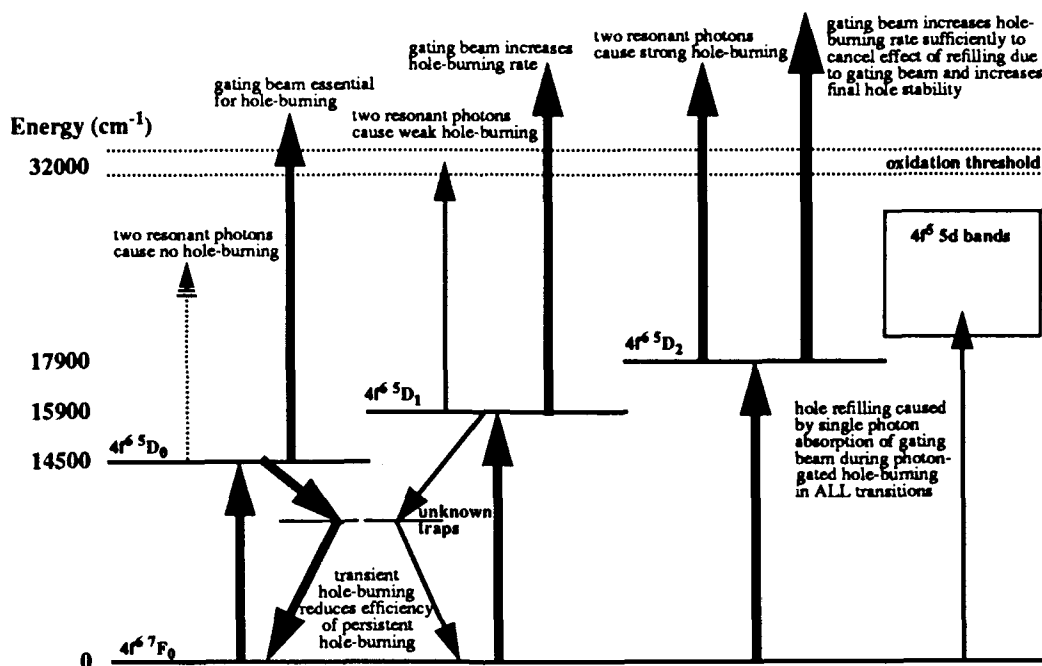 gating beam essential
for hole-burning
gating beam increases
hole-burning rate
two resonant photons
cause strong hole-burning
gating beam increases hole-
burning rate sufficiently to
cancel effect of refilling due
to gating beam and increases
final hole stability
Energy (cm⁻¹)
two resonant photons
cause weak hole-burning
32000
oxidation threshold
two resonant photons
cause no hole-burning
4f⁶ 5d bands
17900
4f⁶ ⁵D₂
15900
4f⁶ ⁵D₁
14500
4f⁶ ⁵D₀
hole refilling caused
by single photon
absorption of gating
beam during photon-
gated hole-burning
in ALL transitions
unknown
traps
transient
hole-burning
reduces efficiency
of persistent
hole-burning
0
4f⁶ ⁷F₀